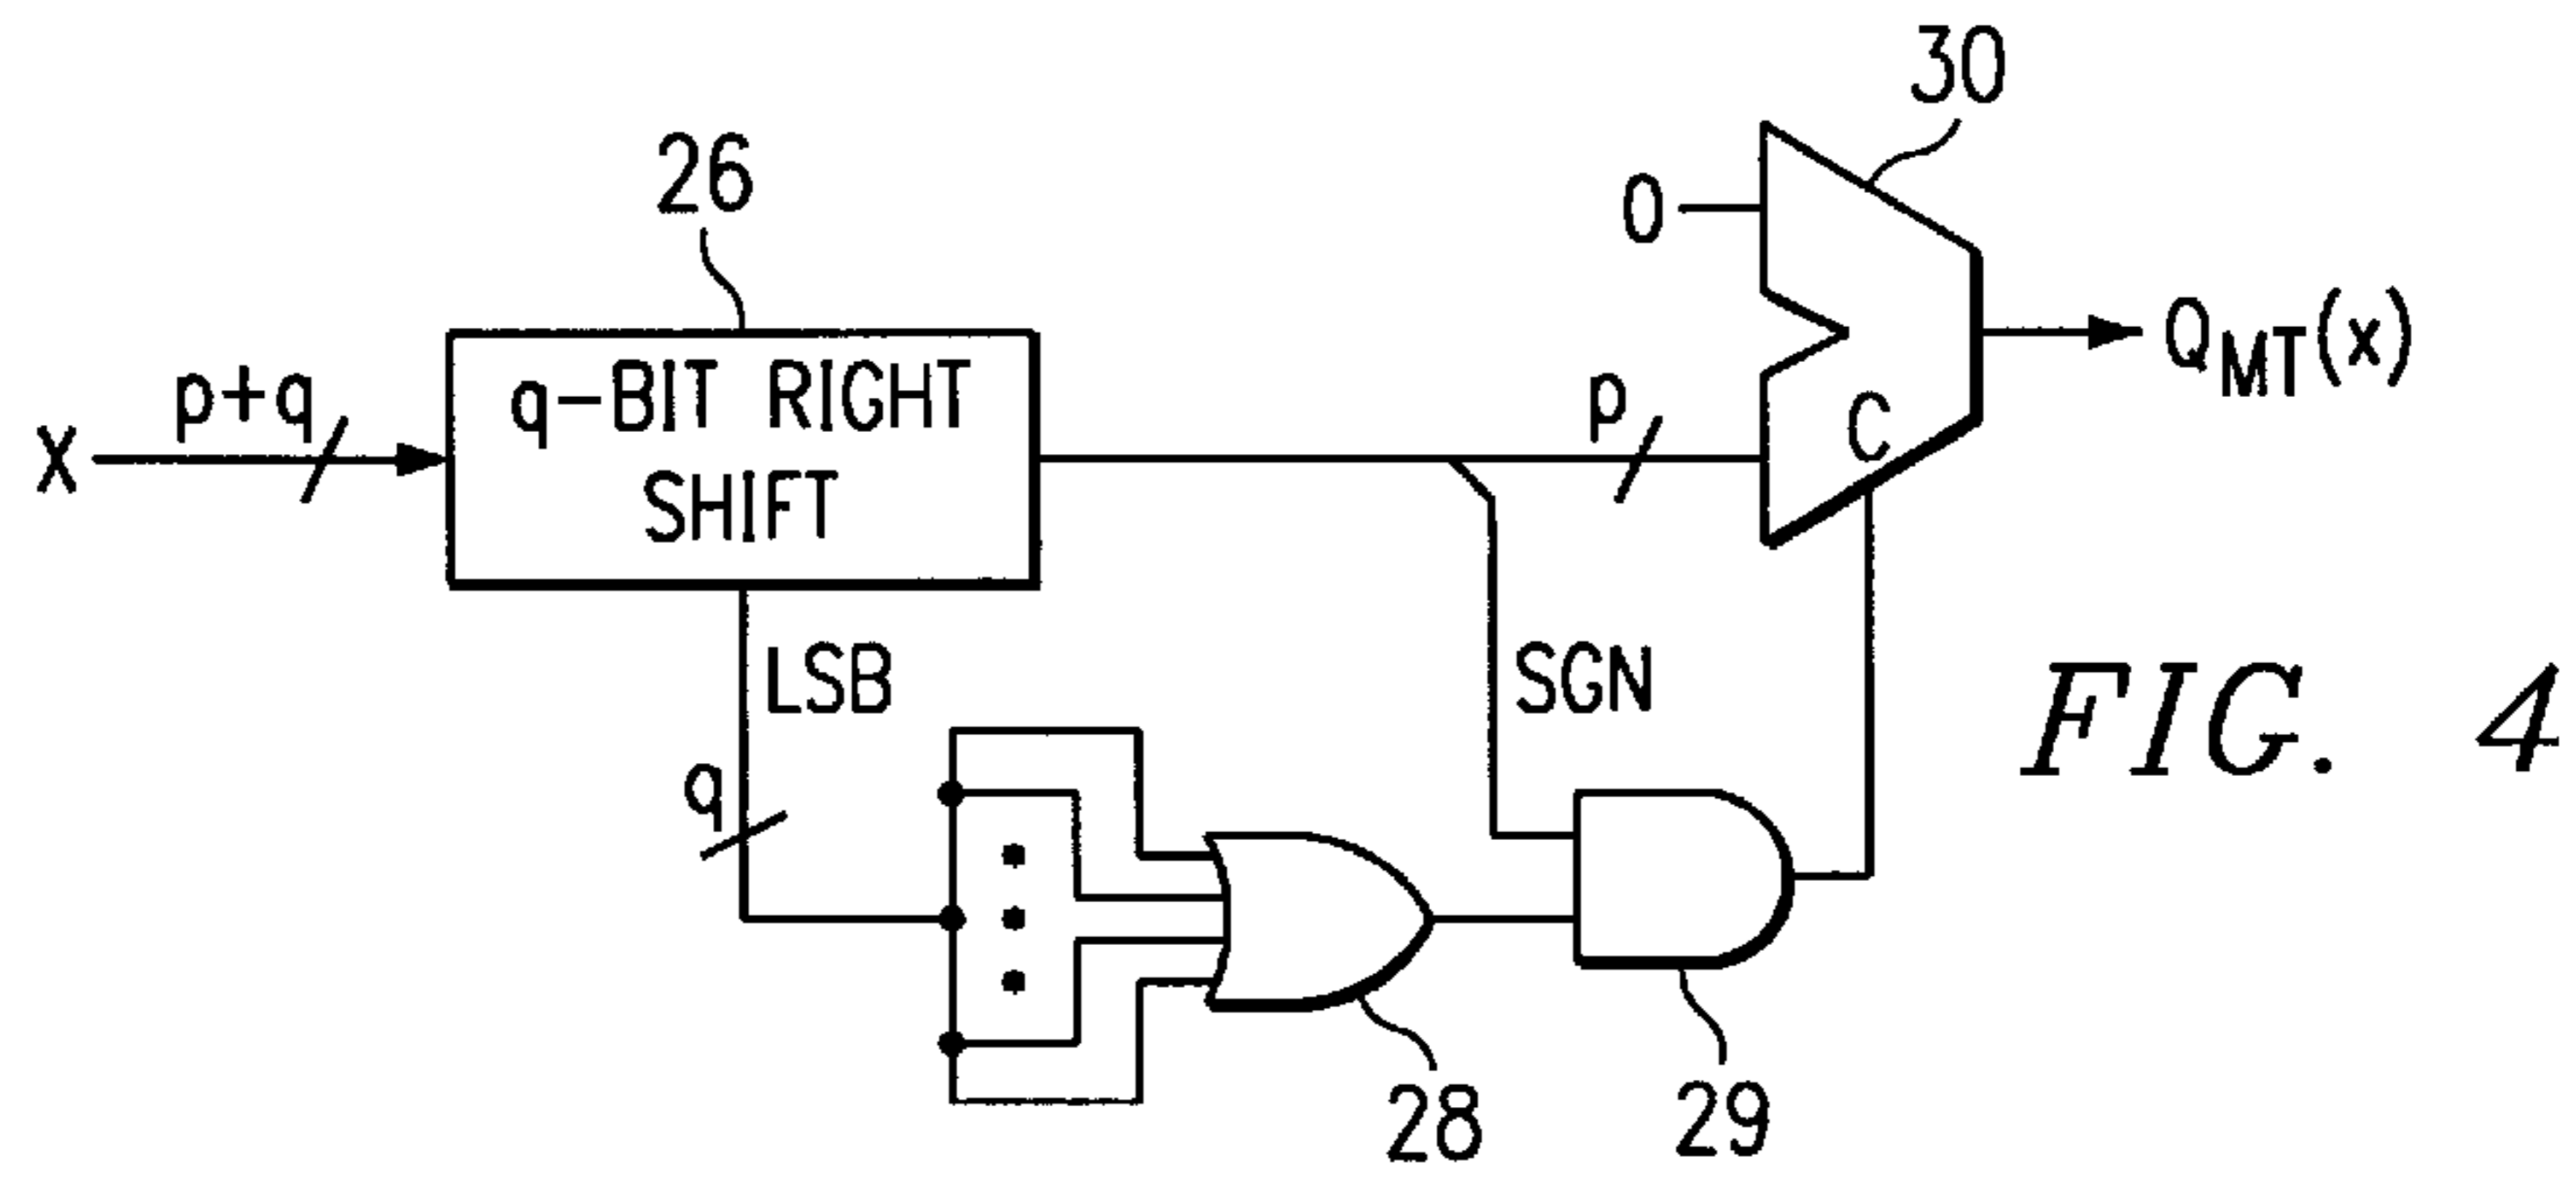 30
26
0
p+q
q-BIT RIGHT
SHIFT
X
p
C
Q_MT(x)
LSB
SGN
q
FIG. 4
28
29